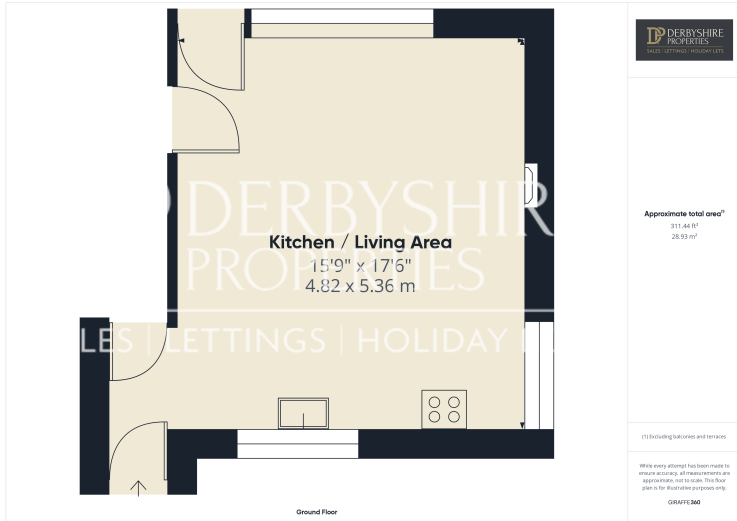 DERBYSHIRE
PROPERTIES
SALES | LETTINGS | HOLIDAY LETS
DERBYSHIR
Kitchen / Living Area
15'9" x 17'6"
PROPERTIES
4.82 x 5.36 m
LES | LETTINGS | HOLIDAY LE
Approximate total area⁽¹⁾
311.44 ft²
28.93 m²
(1) Excluding balconies and terraces
While every attempt has been made to
ensure accuracy, all measurements are
approximate, not to scale. This floor
plan is for illustrative purposes only.
GIRAFFE360
Ground Floor